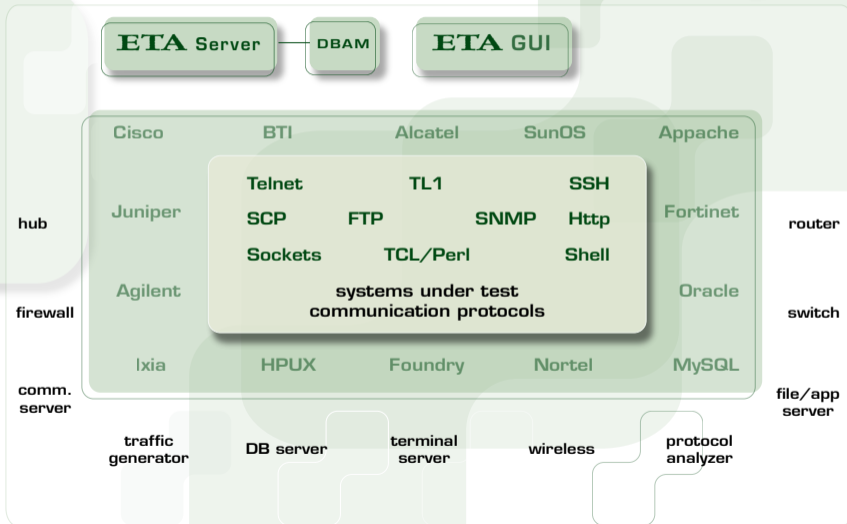 ETA Server
DBAM
ETA GUI
Cisco BTI Alcatel SunOS Appache
Telnet TL1 SSH
Juniper
SCP FTP SNMP Http
Fortinet
hub
router
Sockets TCL/Perl Shell
Agilent
systems under test
communication protocols
Oracle
firewall
switch
Ixia HPUX Foundry Nortel MySQL
comm.
server
file/app
server
traffic
generator
DB server
terminal
server
wireless
protocol
analyzer